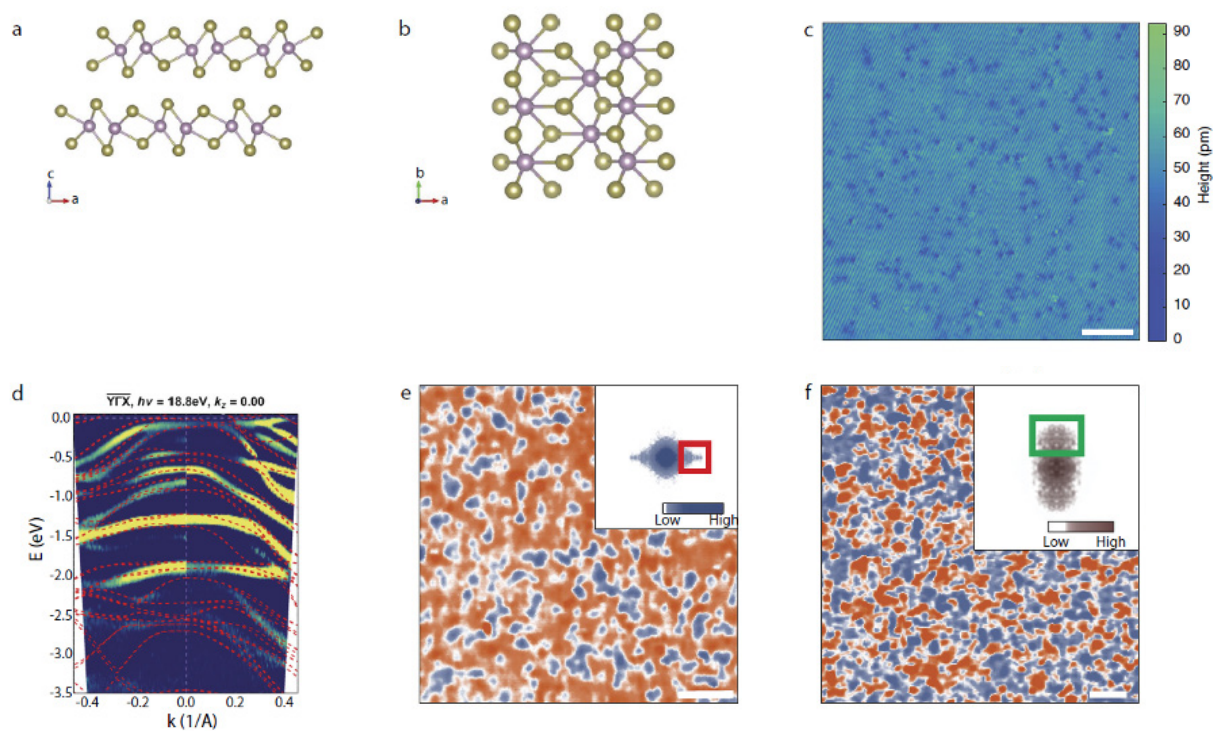 a
c
a
b
b
a
c
90
80
70
60
50
40
30
20
10
0
Height (pm)
d
YΓX, hν = 18.8eV, k_z = 0.00
0.0
-0.5
-1.0
-1.5
-2.0
-2.5
-3.0
-3.5
E (eV)
-0.4 -0.2 0.0 0.2 0.4
k (1/A)
e
Low High
f
Low High